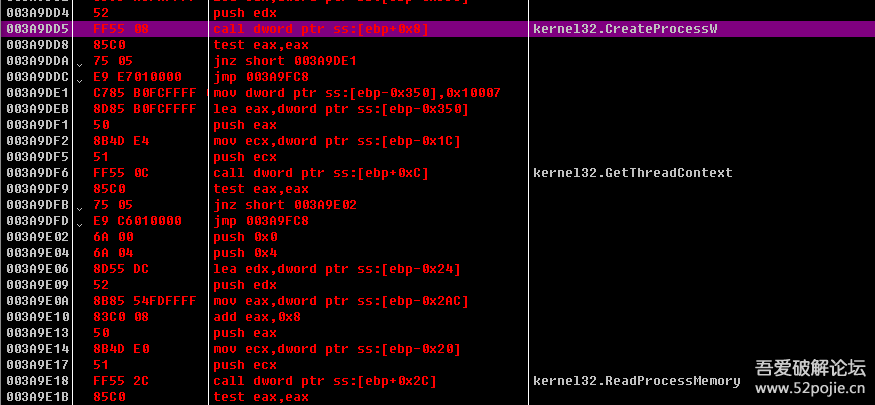 003A9DD4 52 push edx
003A9DD5 FF55 08 call dword ptr ss:[ebp+0x8] kernel32.CreateProcessW
003A9DD8 85C0 test eax,eax
003A9DDA 75 05 jnz short 003A9DE1
003A9DDC E9 E7010000 jmp 003A9FC8
003A9DE1 C785 B0FCFFFF mov dword ptr ss:[ebp-0x350],0x10007
003A9DEB 8D85 B0FCFFFF lea eax,dword ptr ss:[ebp-0x350]
003A9DF1 50 push eax
003A9DF2 8B4D E4 mov ecx,dword ptr ss:[ebp-0x1C]
003A9DF5 51 push ecx
003A9DF6 FF55 0C call dword ptr ss:[ebp+0xC] kernel32.GetThreadContext
003A9DF9 85C0 test eax,eax
003A9DFB 75 05 jnz short 003A9E02
003A9DFD E9 C6010000 jmp 003A9FC8
003A9E02 6A 00 push 0x0
003A9E04 6A 04 push 0x4
003A9E06 8D55 DC lea edx,dword ptr ss:[ebp-0x24]
003A9E09 52 push edx
003A9E0A 8B85 54FDFFFF mov eax,dword ptr ss:[ebp-0x2AC]
003A9E10 83C0 08 add eax,0x8
003A9E13 50 push eax
003A9E14 8B4D E0 mov ecx,dword ptr ss:[ebp-0x20]
003A9E17 51 push ecx
003A9E18 FF55 2C call dword ptr ss:[ebp+0x2C] kernel32.ReadProcessMemory
003A9E1B 85C0 test eax,eax
吾爱破解论坛
www.52pojie.cn